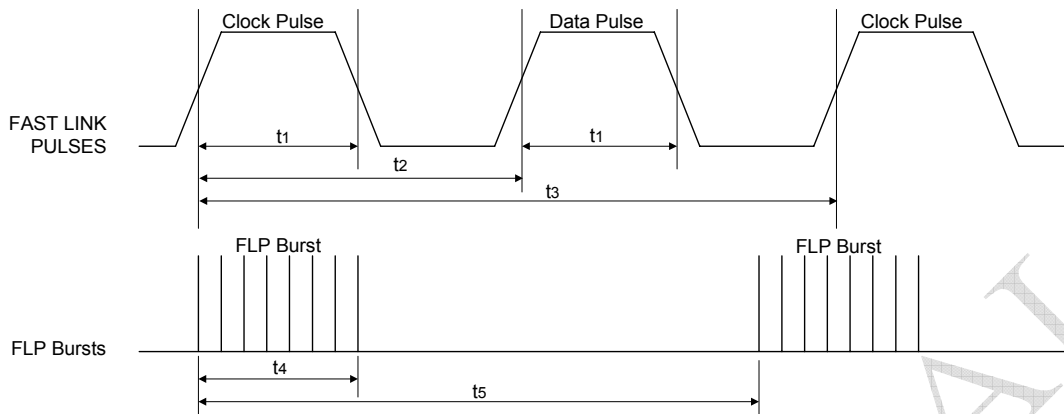 Clock Pulse Data Pulse Clock Pulse
FAST LINK
PULSES
t1 t1
t2
t3
FLP Burst FLP Burst
FLP Bursts
t4
t5